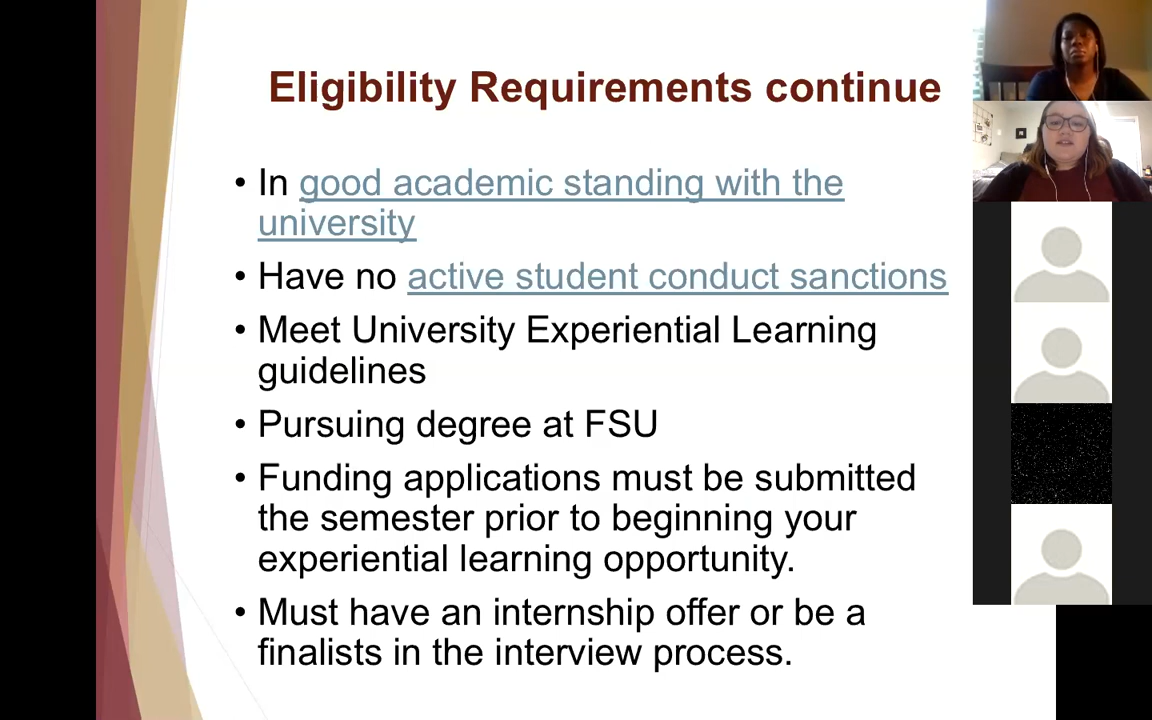 Eligibility Requirements continue
• In good academic standing with the
university
• Have no active student conduct sanctions
• Meet University Experiential Learning
guidelines
• Pursuing degree at FSU
• Funding applications must be submitted
the semester prior to beginning your
experiential learning opportunity.
• Must have an internship offer or be a
finalists in the interview process.